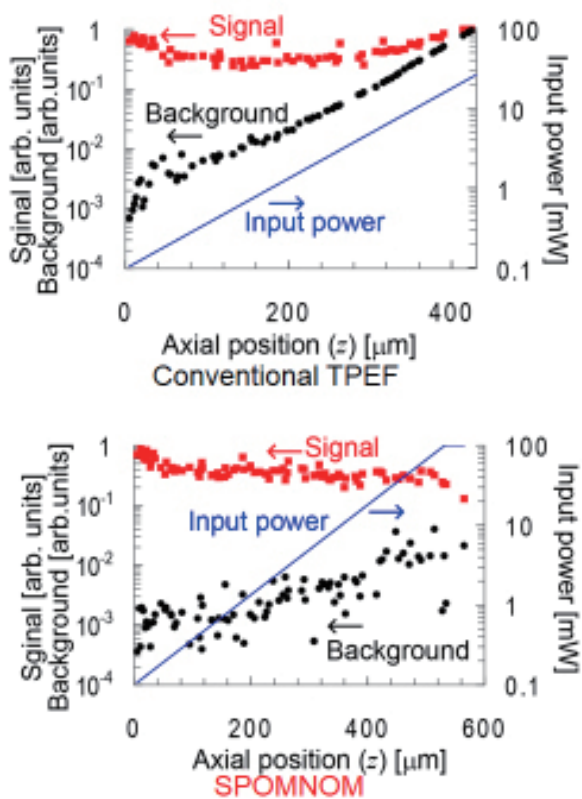 Signal
Background
Input power
Sginal [arb. units]
Background [arb.units]
1
10-1
10-2
10-3
10-4
100
10
1
0.1
Input power [mW]
0 200 400
Axial position (z) [μm]
Conventional TPEF
Signal
Input power
Background
Sginal [arb. units]
Background [arb.units]
1
10-1
10-2
10-3
10-4
100
10
1
0.1
Input power [mW]
0 200 400 600
Axial position (z) [μm]
SPOMNOM